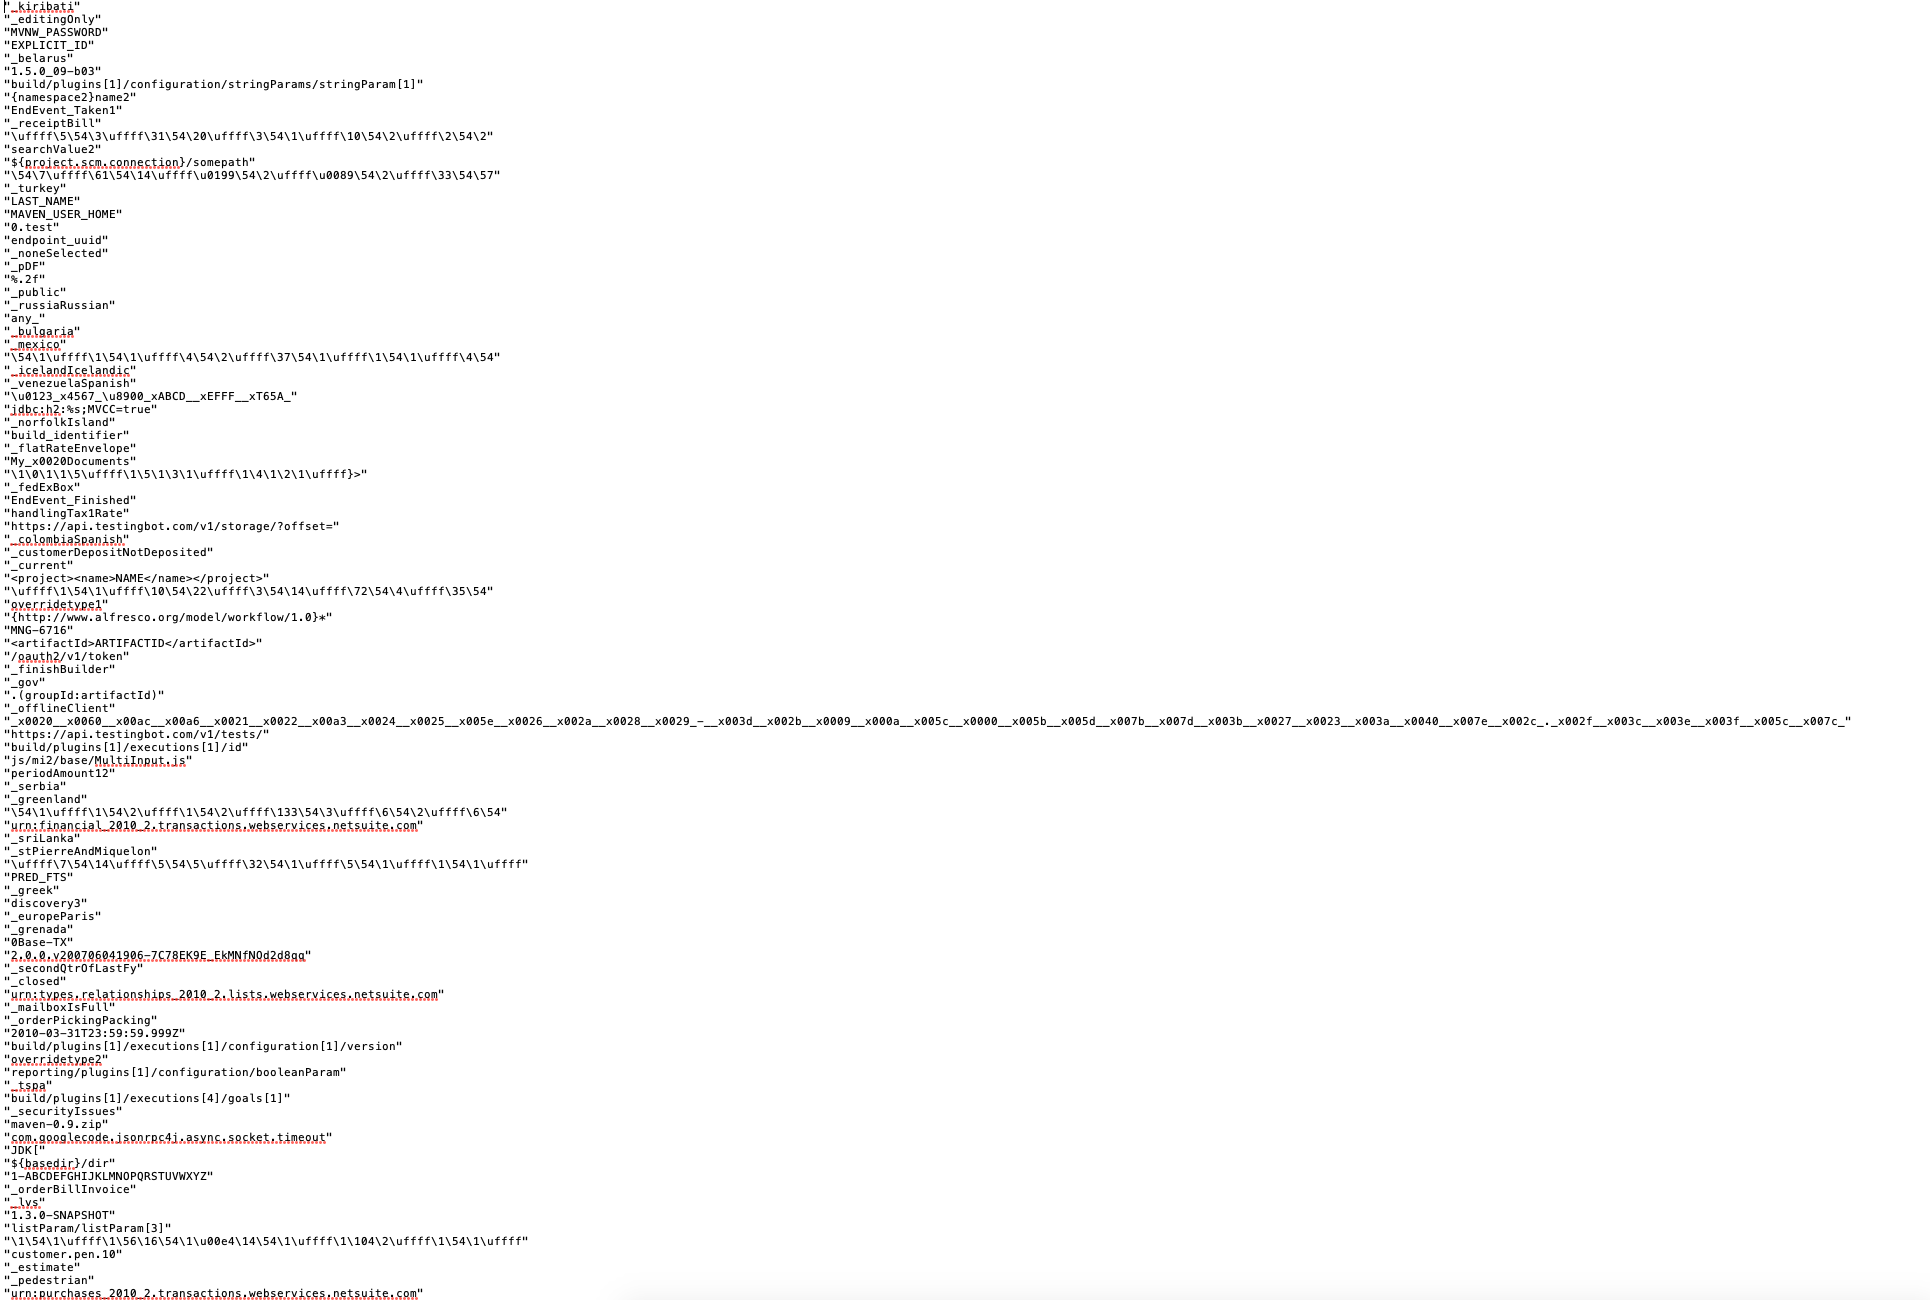 "_kiribati"
"_editingOnly"
"MVNW_PASSWORD"
"EXPLICIT_ID"
"_belarus"
"1.5.0_09-b03"
"build/plugins[1]/configuration/stringParams/stringParam[1]"
"{namespace2}name2"
"EndEvent_Taken1"
"_receiptBill"
"\uffff\5\54\3\uffff\31\54\20\uffff\3\54\1\uffff\10\54\2\uffff\2\54\2"
"searchValue2"
"${project.scm.connection}/somepath"
"\54\7\uffff\61\54\14\uffff\u0199\54\2\uffff\u0089\54\2\uffff\33\54\57"
"_turkey"
"LAST_NAME"
"MAVEN_USER_HOME"
"0.test"
"endpoint_uuid"
"_noneSelected"
"_pDF"
"%.2f"
"_public"
"_russiaRussian"
"any_"
"_bulgaria"
"_mexico"
"\54\1\uffff\1\54\1\uffff\4\54\2\uffff\37\54\1\uffff\1\54\1\uffff\4\54"
"_icelandIcelandic"
"_venezuelaSpanish"
"\u0123_x4567_\u8900_xABCD__xEFFF__xT65A_"
"jdbc:h2:%s;MVCC=true"
"_norfolkIsland"
"build_identifier"
"_flatRateEnvelope"
"My_x0020Documents"
"\1\0\1\1\5\uffff\1\5\1\3\1\uffff\1\4\1\2\1\uffff}>"
"_fedExBox"
"EndEvent_Finished"
"handlingTax1Rate"
"https://api.testingbot.com/v1/storage/?offset="
"_colombiaSpanish"
"_customerDepositNotDeposited"
"_current"
"<project><name>NAME</name></project>"
"\uffff\1\54\1\uffff\10\54\22\uffff\3\54\14\uffff\72\54\4\uffff\35\54"
"overridetype1"
"{http://www.alfresco.org/model/workflow/1.0}*"
"MNG-6716"
"<artifactId>ARTIFACTID</artifactId>"
"/oauth2/v1/token"
"_finishBuilder"
"_gov"
".(groupId:artifactId)"
"_offlineClient"
"_x0020__x0060__x00ac__x00a6__x0021__x0022__x00a3__x0024__x0025__x005e__x0026__x002a__x0028__x0029_-__x003d__x002b__x0009__x000a__x005c__x0000__x005b__x005d__x007b__x007d__x003b__x0027__x0023__x003a__x0040__x007e__x002c_._x002f__x003c__x003e__x003f__x005c__x007c_"
"https://api.testingbot.com/v1/tests/"
"build/plugins[1]/executions[1]/id"
"js/mi2/base/MultiInput.js"
"periodAmount12"
"_serbia"
"_greenland"
"\54\1\uffff\1\54\2\uffff\1\54\2\uffff\133\54\3\uffff\6\54\2\uffff\6\54"
"urn:financial_2010_2.transactions.webservices.netsuite.com"
"_sriLanka"
"_stPierreAndMiquelon"
"\uffff\7\54\14\uffff\5\54\5\uffff\32\54\1\uffff\5\54\1\uffff\1\54\1\uffff"
"PRED_FTS"
"_greek"
"discovery3"
"_europeParis"
"_grenada"
"0Base-TX"
"2.0.0.v200706041906-7C78EK9E_EkMNfNOd2d8qq"
"_secondQtrOfLastFy"
"_closed"
"urn:types.relationships_2010_2.lists.webservices.netsuite.com"
"_mailboxIsFull"
"_orderPickingPacking"
"2010-03-31T23:59:59.999Z"
"build/plugins[1]/executions[1]/configuration[1]/version"
"overridetype2"
"reporting/plugins[1]/configuration/booleanParam"
"_tspa"
"build/plugins[1]/executions[4]/goals[1]"
"_securityIssues"
"maven-0.9.zip"
"com.googlecode.jsonrpc4j.async.socket.timeout"
"JDK["
"${basedir}/dir"
"1-ABCDEFGHIJKLMNOPQRSTUVWXYZ"
"_orderBillInvoice"
"_lvs"
"1.3.0-SNAPSHOT"
"listParam/listParam[3]"
"\1\54\1\uffff\1\56\16\54\1\u00e4\14\54\1\uffff\1\104\2\uffff\1\54\1\uffff"
"customer.pen.10"
"_estimate"
"_pedestrian"
"urn:purchases_2010_2.transactions.webservices.netsuite.com"